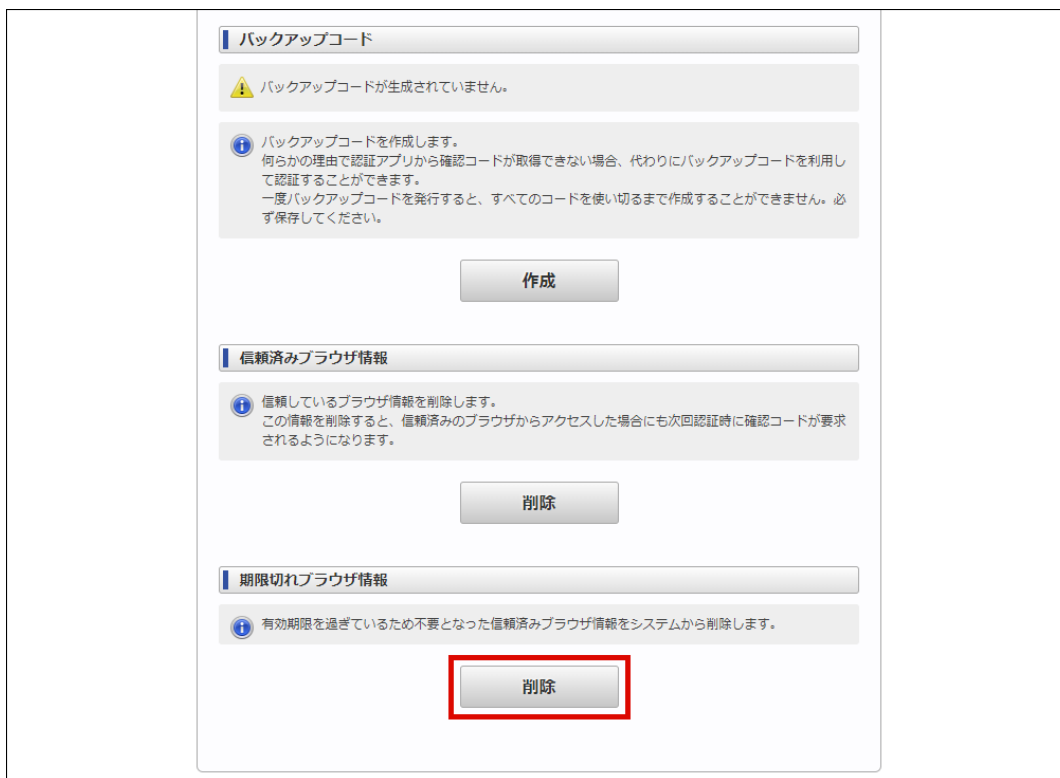 バックアップコード
バックアップコードが生成されていません。
バックアップコードを作成します。
何らかの理由で認証アプリから確認コードが取得できない場合、代わりにバックアップコードを利用し
て認証することができます。
一度バックアップコードを発行すると、すべてのコードを使い切るまで作成することができません。必
ず保存してください。
作成
信頼済みブラウザ情報
信頼しているブラウザ情報を削除します。
この情報を削除すると、信頼済みのブラウザからアクセスした場合にも次回認証時に確認コードが要求
されるようになります。
削除
期限切れブラウザ情報
有効期限を過ぎているため不要となった信頼済みブラウザ情報をシステムから削除します。
削除